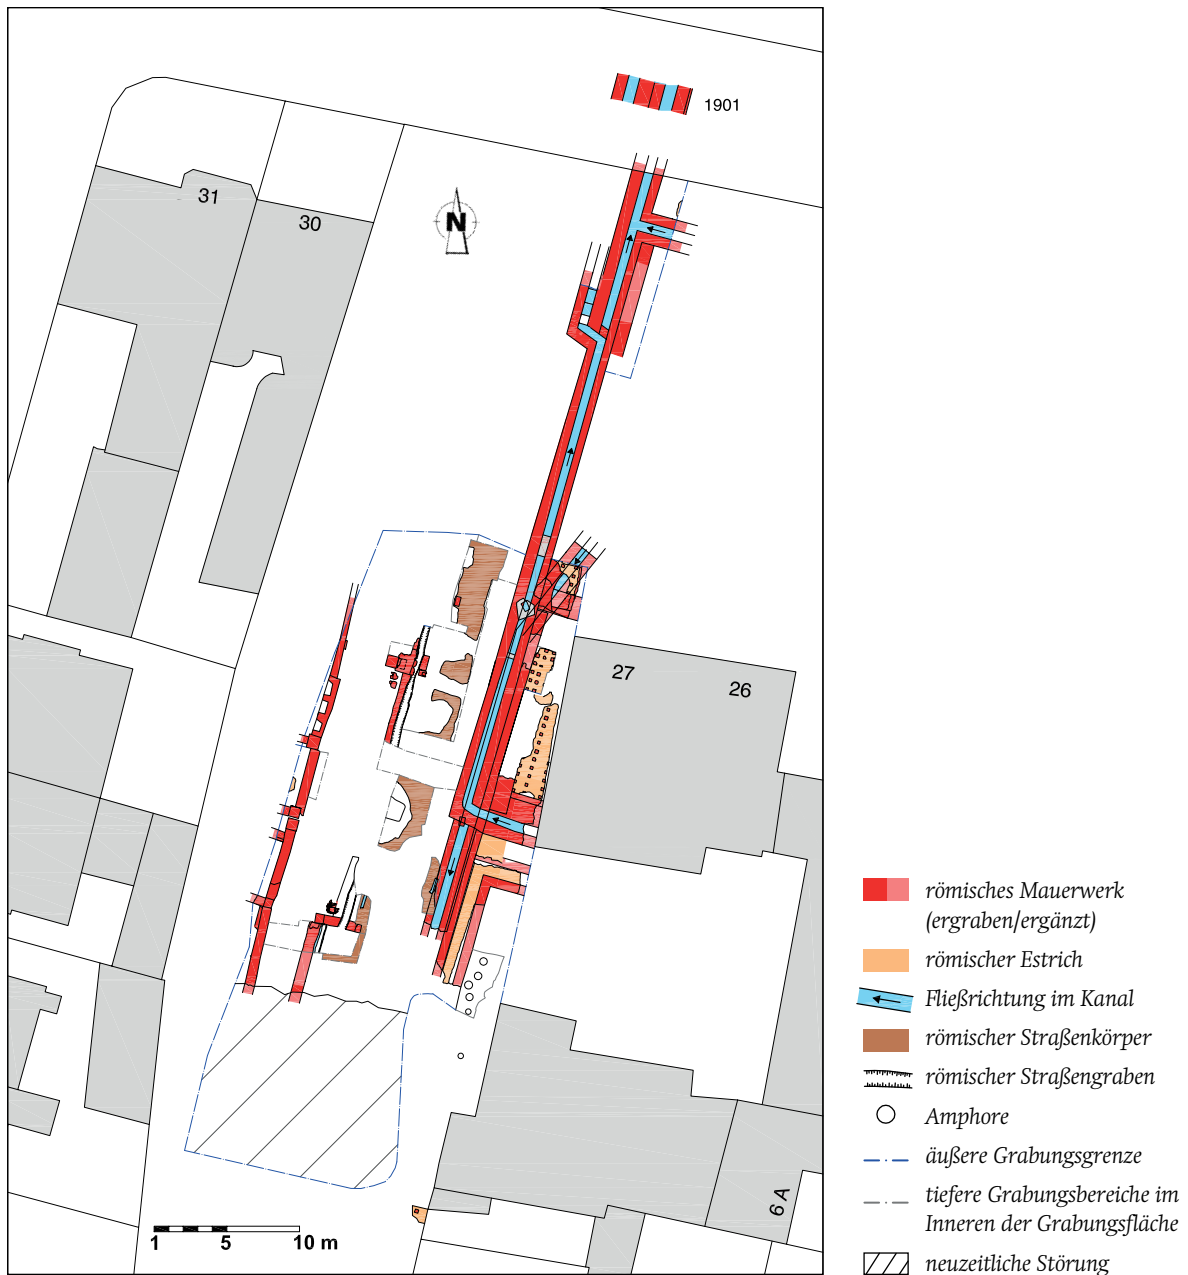 1901
31
30
N
27
26
6 A
1 5 10 m
römisches Mauerwerk
(ergraben/ergänzt)
römischer Estrich
Fließrichtung im Kanal
römischer Straßenkörper
römischer Straßengraben
Amphore
äußere Grabungsgrenze
tiefere Grabungsbereiche im
Inneren der Grabungsfläche
neuzeitliche Störung